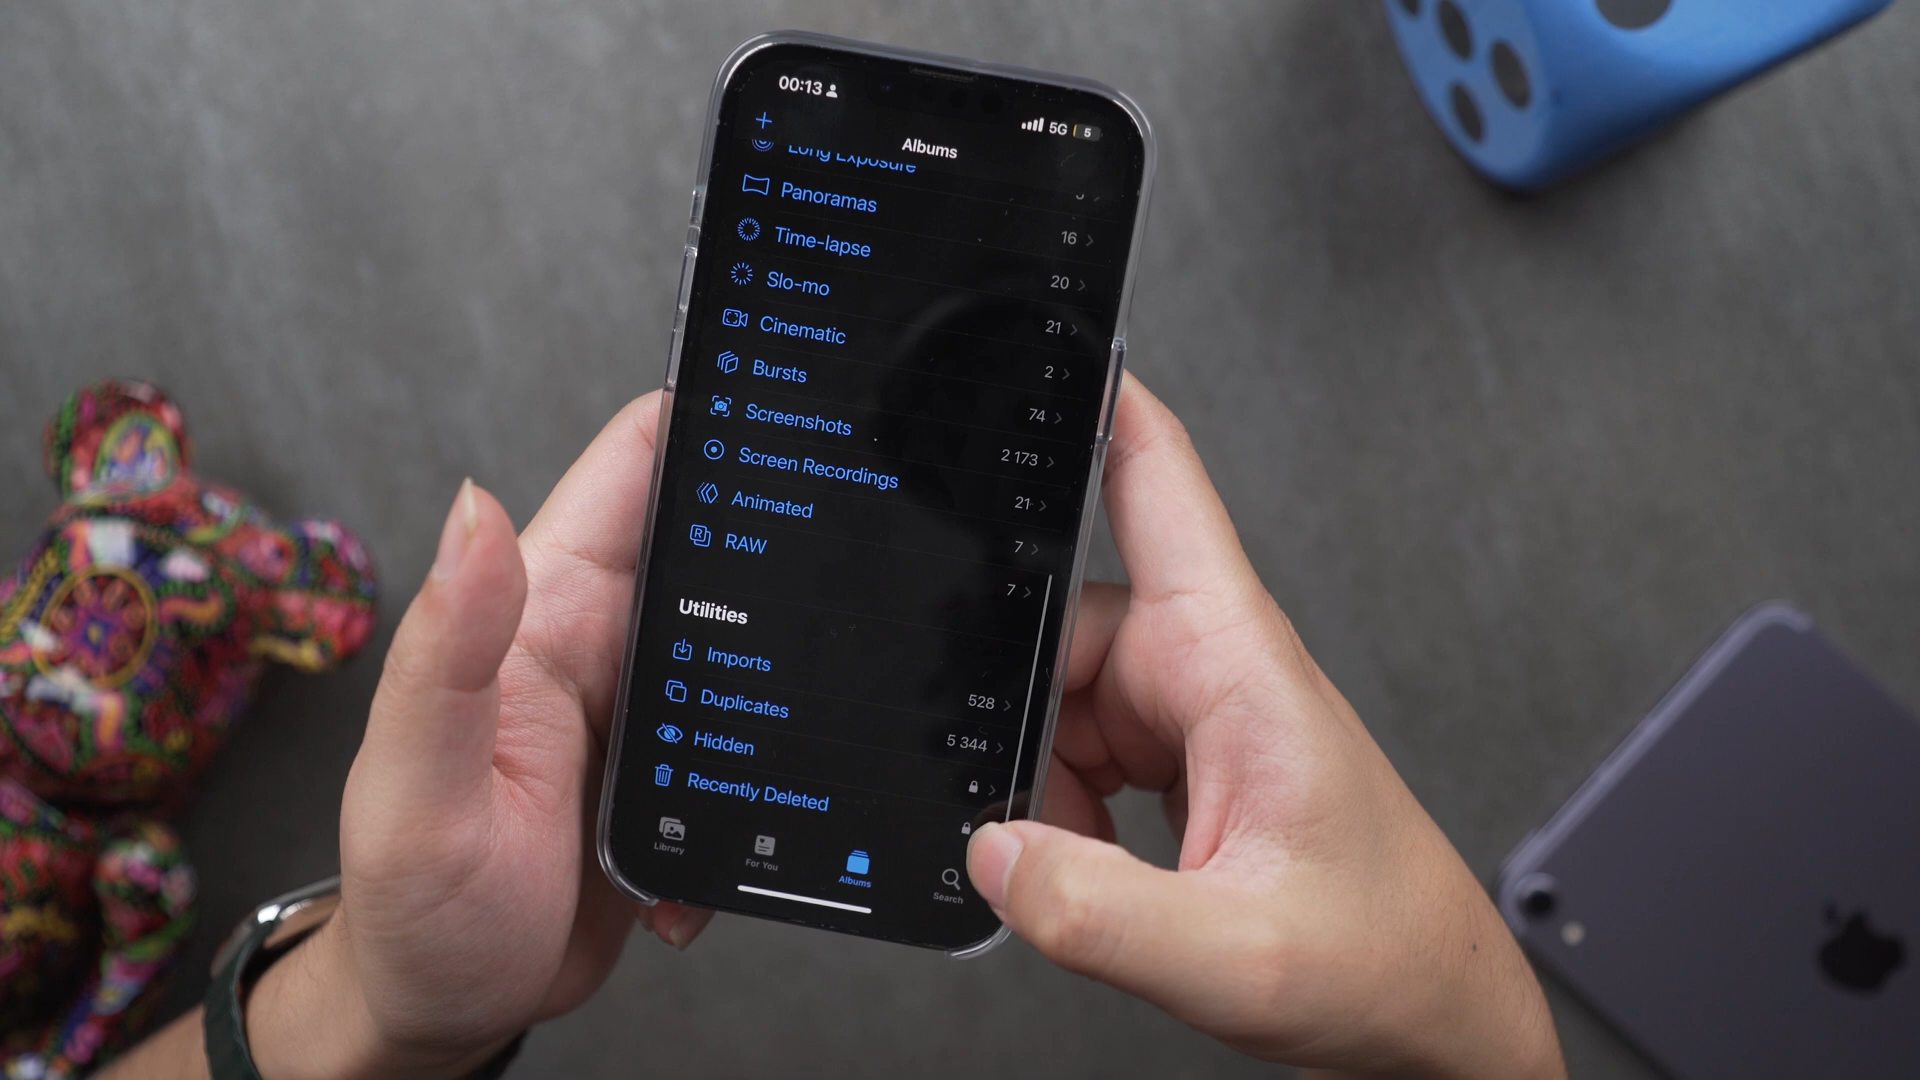 00:13
5G 5
Albums
Long Exposure
Panoramas 16
Time-lapse 20
Slo-mo 21
Cinematic 2
Bursts 74
Screenshots 2 173
Screen Recordings 21
Animated 7
RAW 7
Utilities
Imports 528
Duplicates 5 344
Hidden
Recently Deleted
Library
For You
Albums
Search